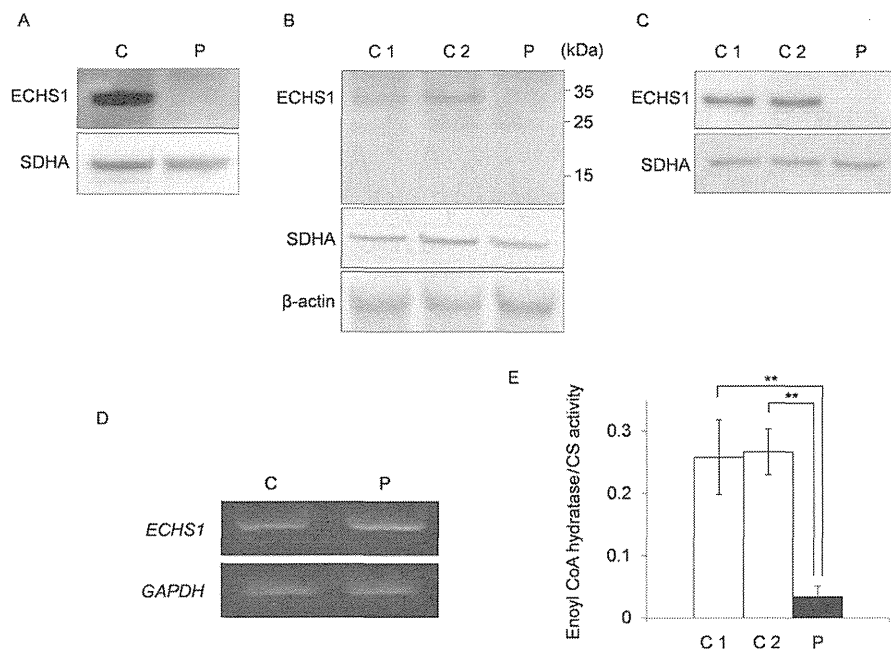 A
C P
ECHS1
SDHA
B
C 1 C 2 P (kDa)
ECHS1
35
25
15
SDHA
β-actin
C
C 1 C 2 P
ECHS1
SDHA
D
C P
ECHS1
GAPDH
E
**
**
Enoyl CoA hydratase/CS activity
0.3
0.2
0.1
0
C 1 C 2 P